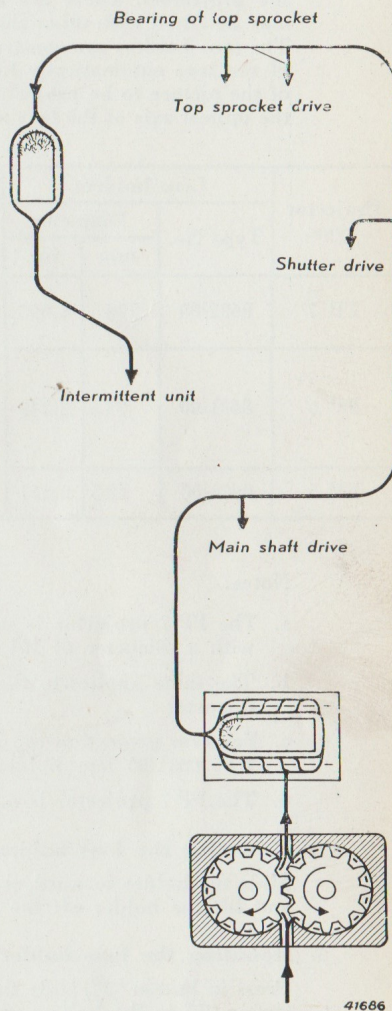 Bearing of top sprocket
Top sprocket drive
Shutter drive
Intermittent unit
Main shaft drive
41686